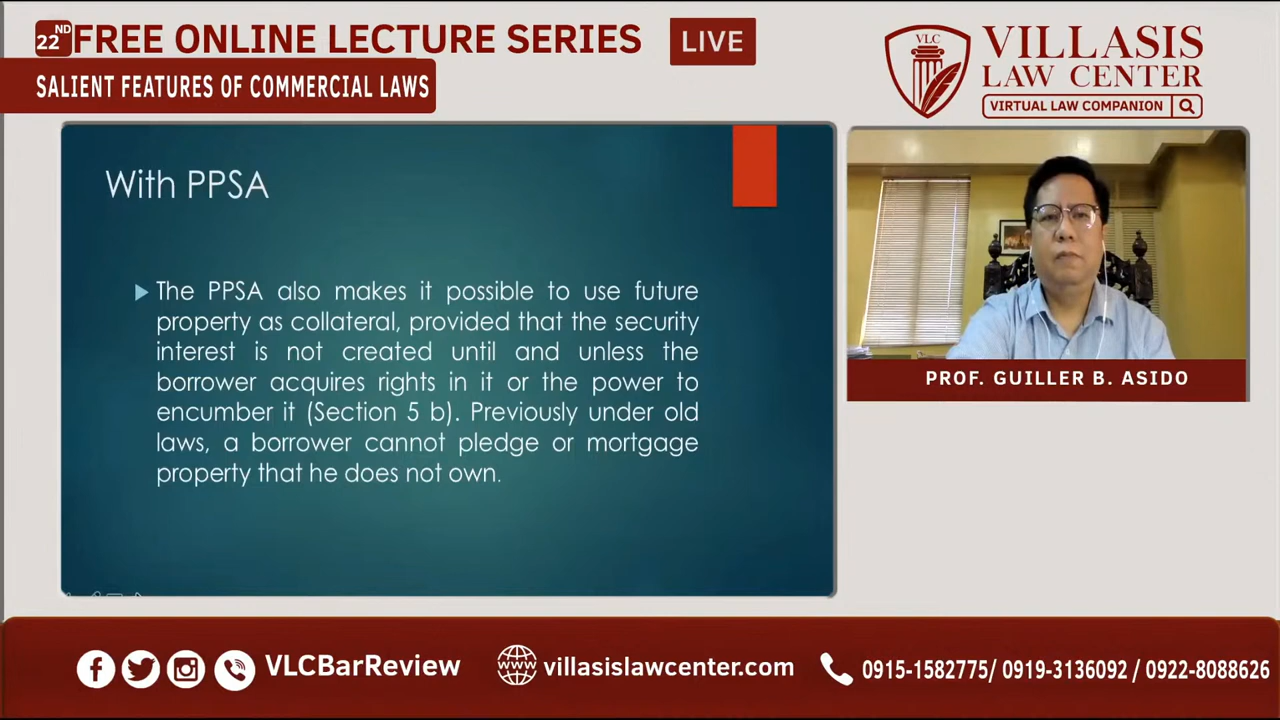 22ND FREE ONLINE LECTURE SERIES
LIVE
SALIENT FEATURES OF COMMERCIAL LAWS
VLC
VILLASIS
LAW CENTER
VIRTUAL LAW COMPANION
With PPSA
The PPSA also makes it possible to use future
property as collateral, provided that the security
interest is not created until and unless the
borrower acquires rights in it or the power to
encumber it (Section 5 b). Previously under old
laws, a borrower cannot pledge or mortgage
property that he does not own.
PROF. GUILLER B. ASIDO
VLCBarReview
www
villasislawcenter.com
0915-1582775/ 0919-3136092 / 0922-8088626